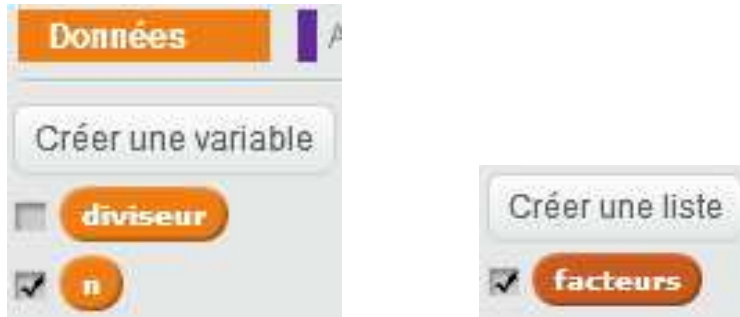 Données
Créer une variable
diviseur
n
Créer une liste
facteurs